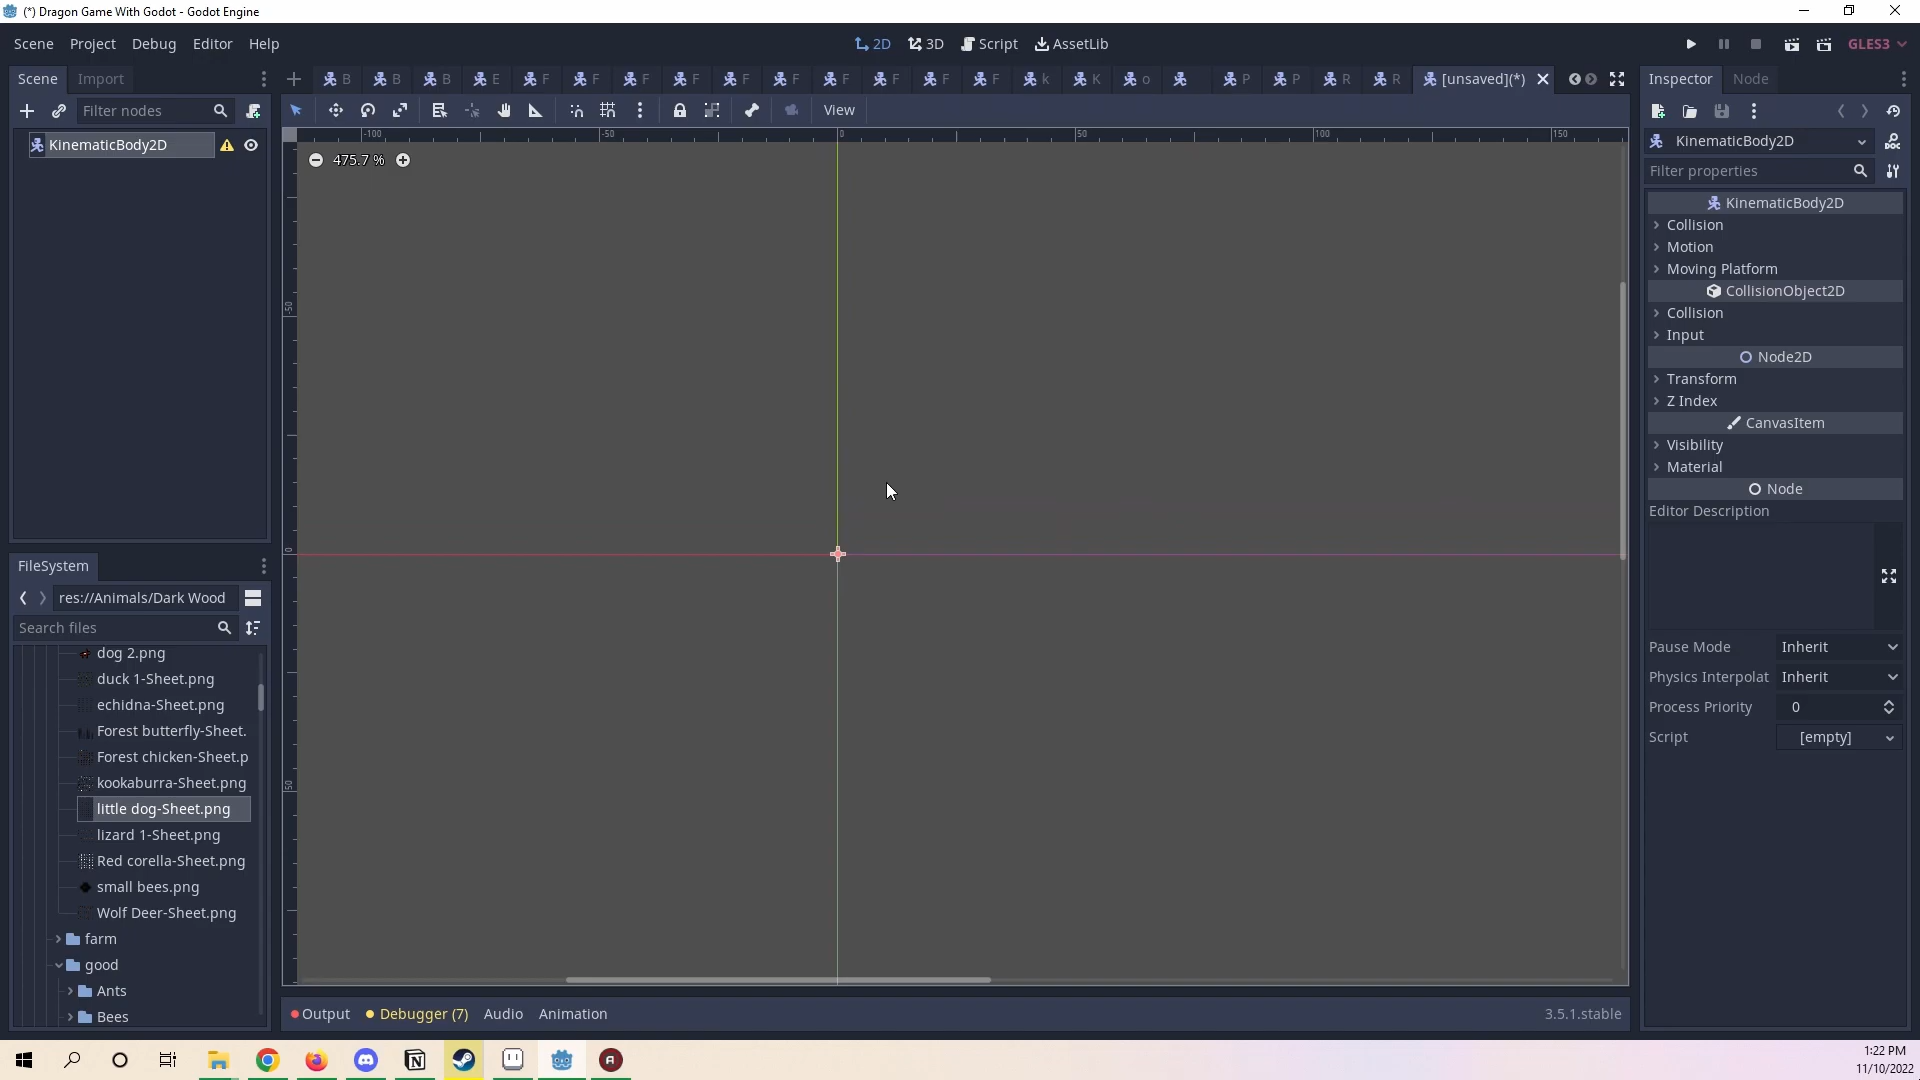 (*) Dragon Game With Godot - Godot Engine
Scene Project Debug Editor Help
2D 3D Script AssetLib
GLES3
Scene Import
B B B E F F F F F F F F F F k K o P P R R [unsaved](*)
Inspector Node
Filter nodes
View
KinematicBody2D
-100 -50 0 50 100 150
475.7 %
-50
0
50
KinematicBody2D
Filter properties
KinematicBody2D
Collision
Motion
Moving Platform
CollisionObject2D
Collision
Input
Node2D
Transform
Z Index
CanvasItem
Visibility
Material
Node
Editor Description
Pause Mode Inherit
Physics Interpolat Inherit
Process Priority 0
Script [empty]
FileSystem
res://Animals/Dark Wood
Search files
dog 2.png
duck 1-Sheet.png
echidna-Sheet.png
Forest butterfly-Sheet.
Forest chicken-Sheet.p
kookaburra-Sheet.png
little dog-Sheet.png
lizard 1-Sheet.png
Red corella-Sheet.png
small bees.png
Wolf Deer-Sheet.png
farm
good
Ants
Bees
Output Debugger (7) Audio Animation
3.5.1.stable
1:22 PM
11/10/2022